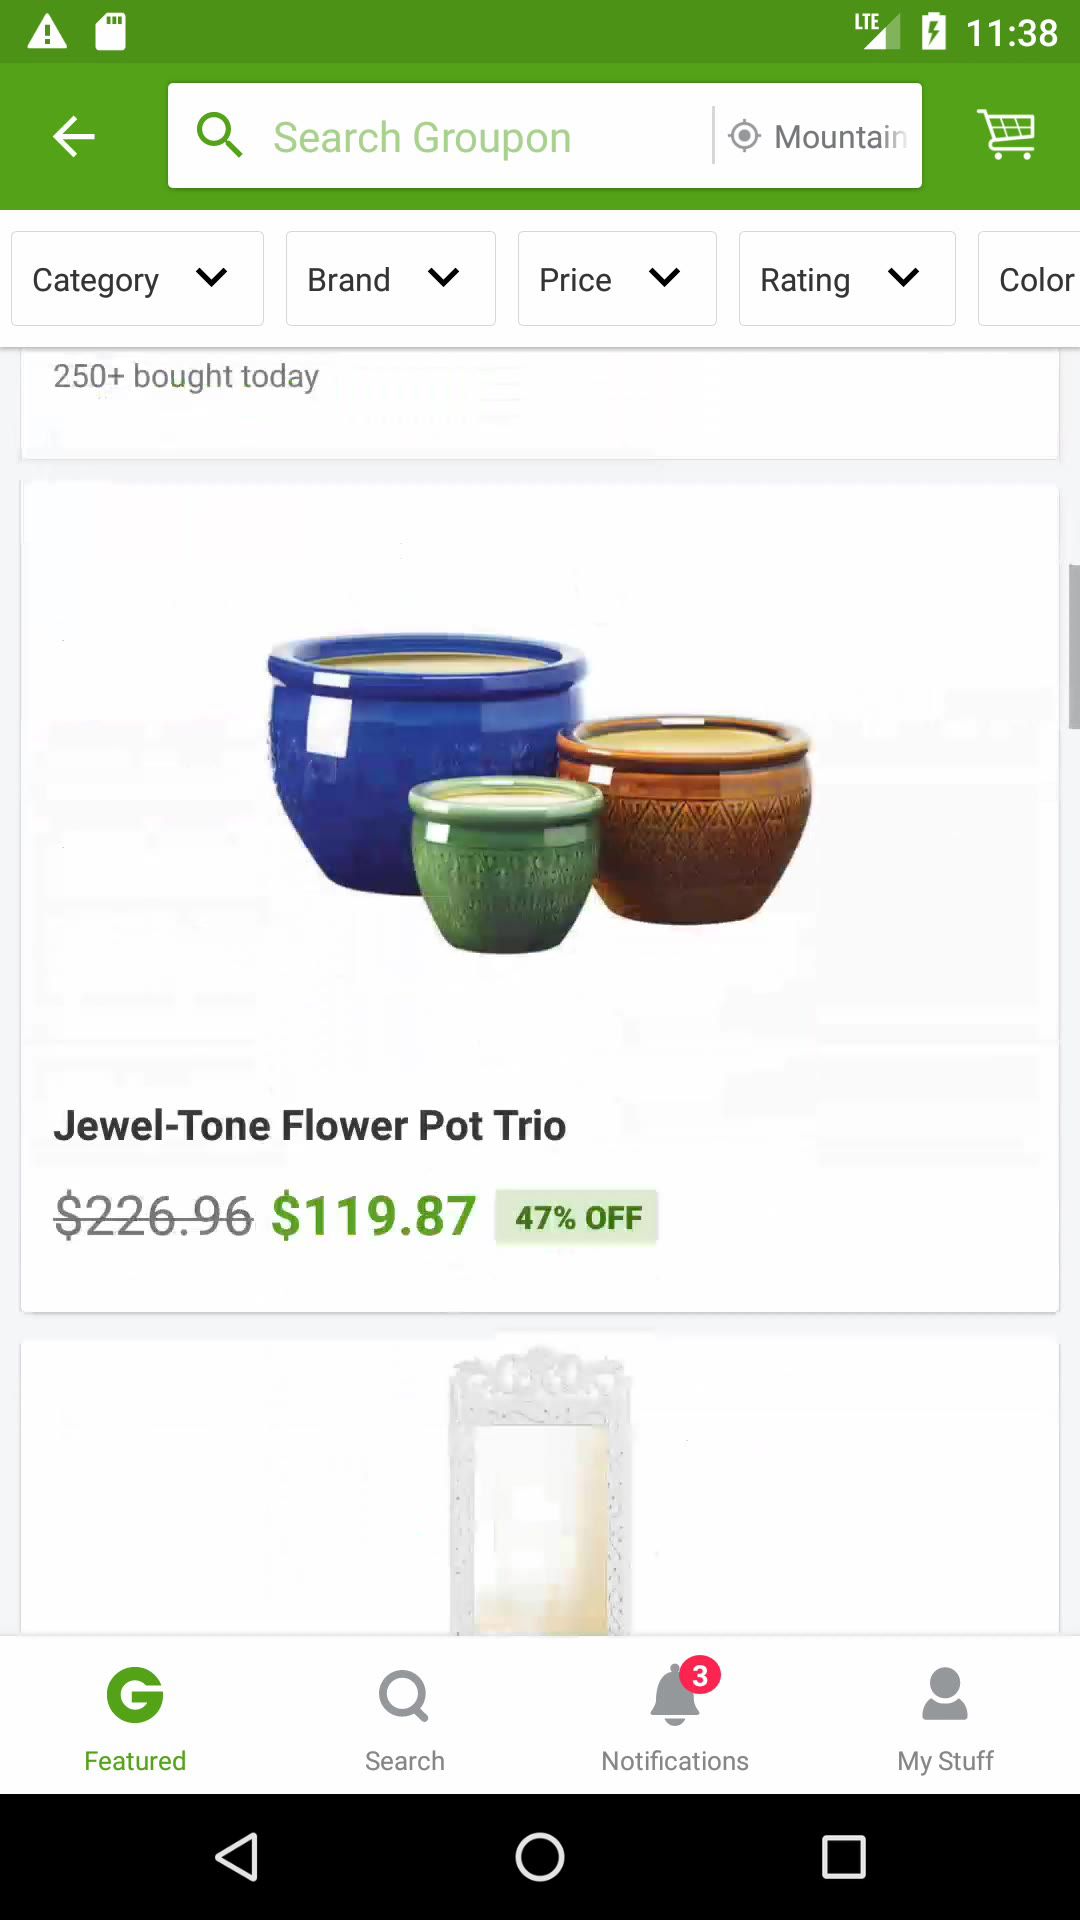 LTE 11:38
Search Groupon Mountain
Category Brand Price Rating Color
250+ bought today
Jewel-Tone Flower Pot Trio
$226.96 $119.87 47% OFF
3
Featured Search Notifications My Stuff